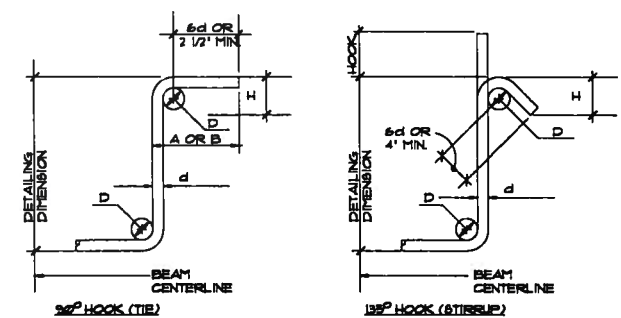 6d OR
2 1/2" MIN.
H
D
A OR B
DETAILING
DIMENSION
d
D
BEAM
CENTERLINE
90° HOOK (TIE)
HOOK
H
6d OR
4" MIN.
D
DETAILING
DIMENSION
d
D
BEAM
CENTERLINE
135° HOOK (STIRRUP)